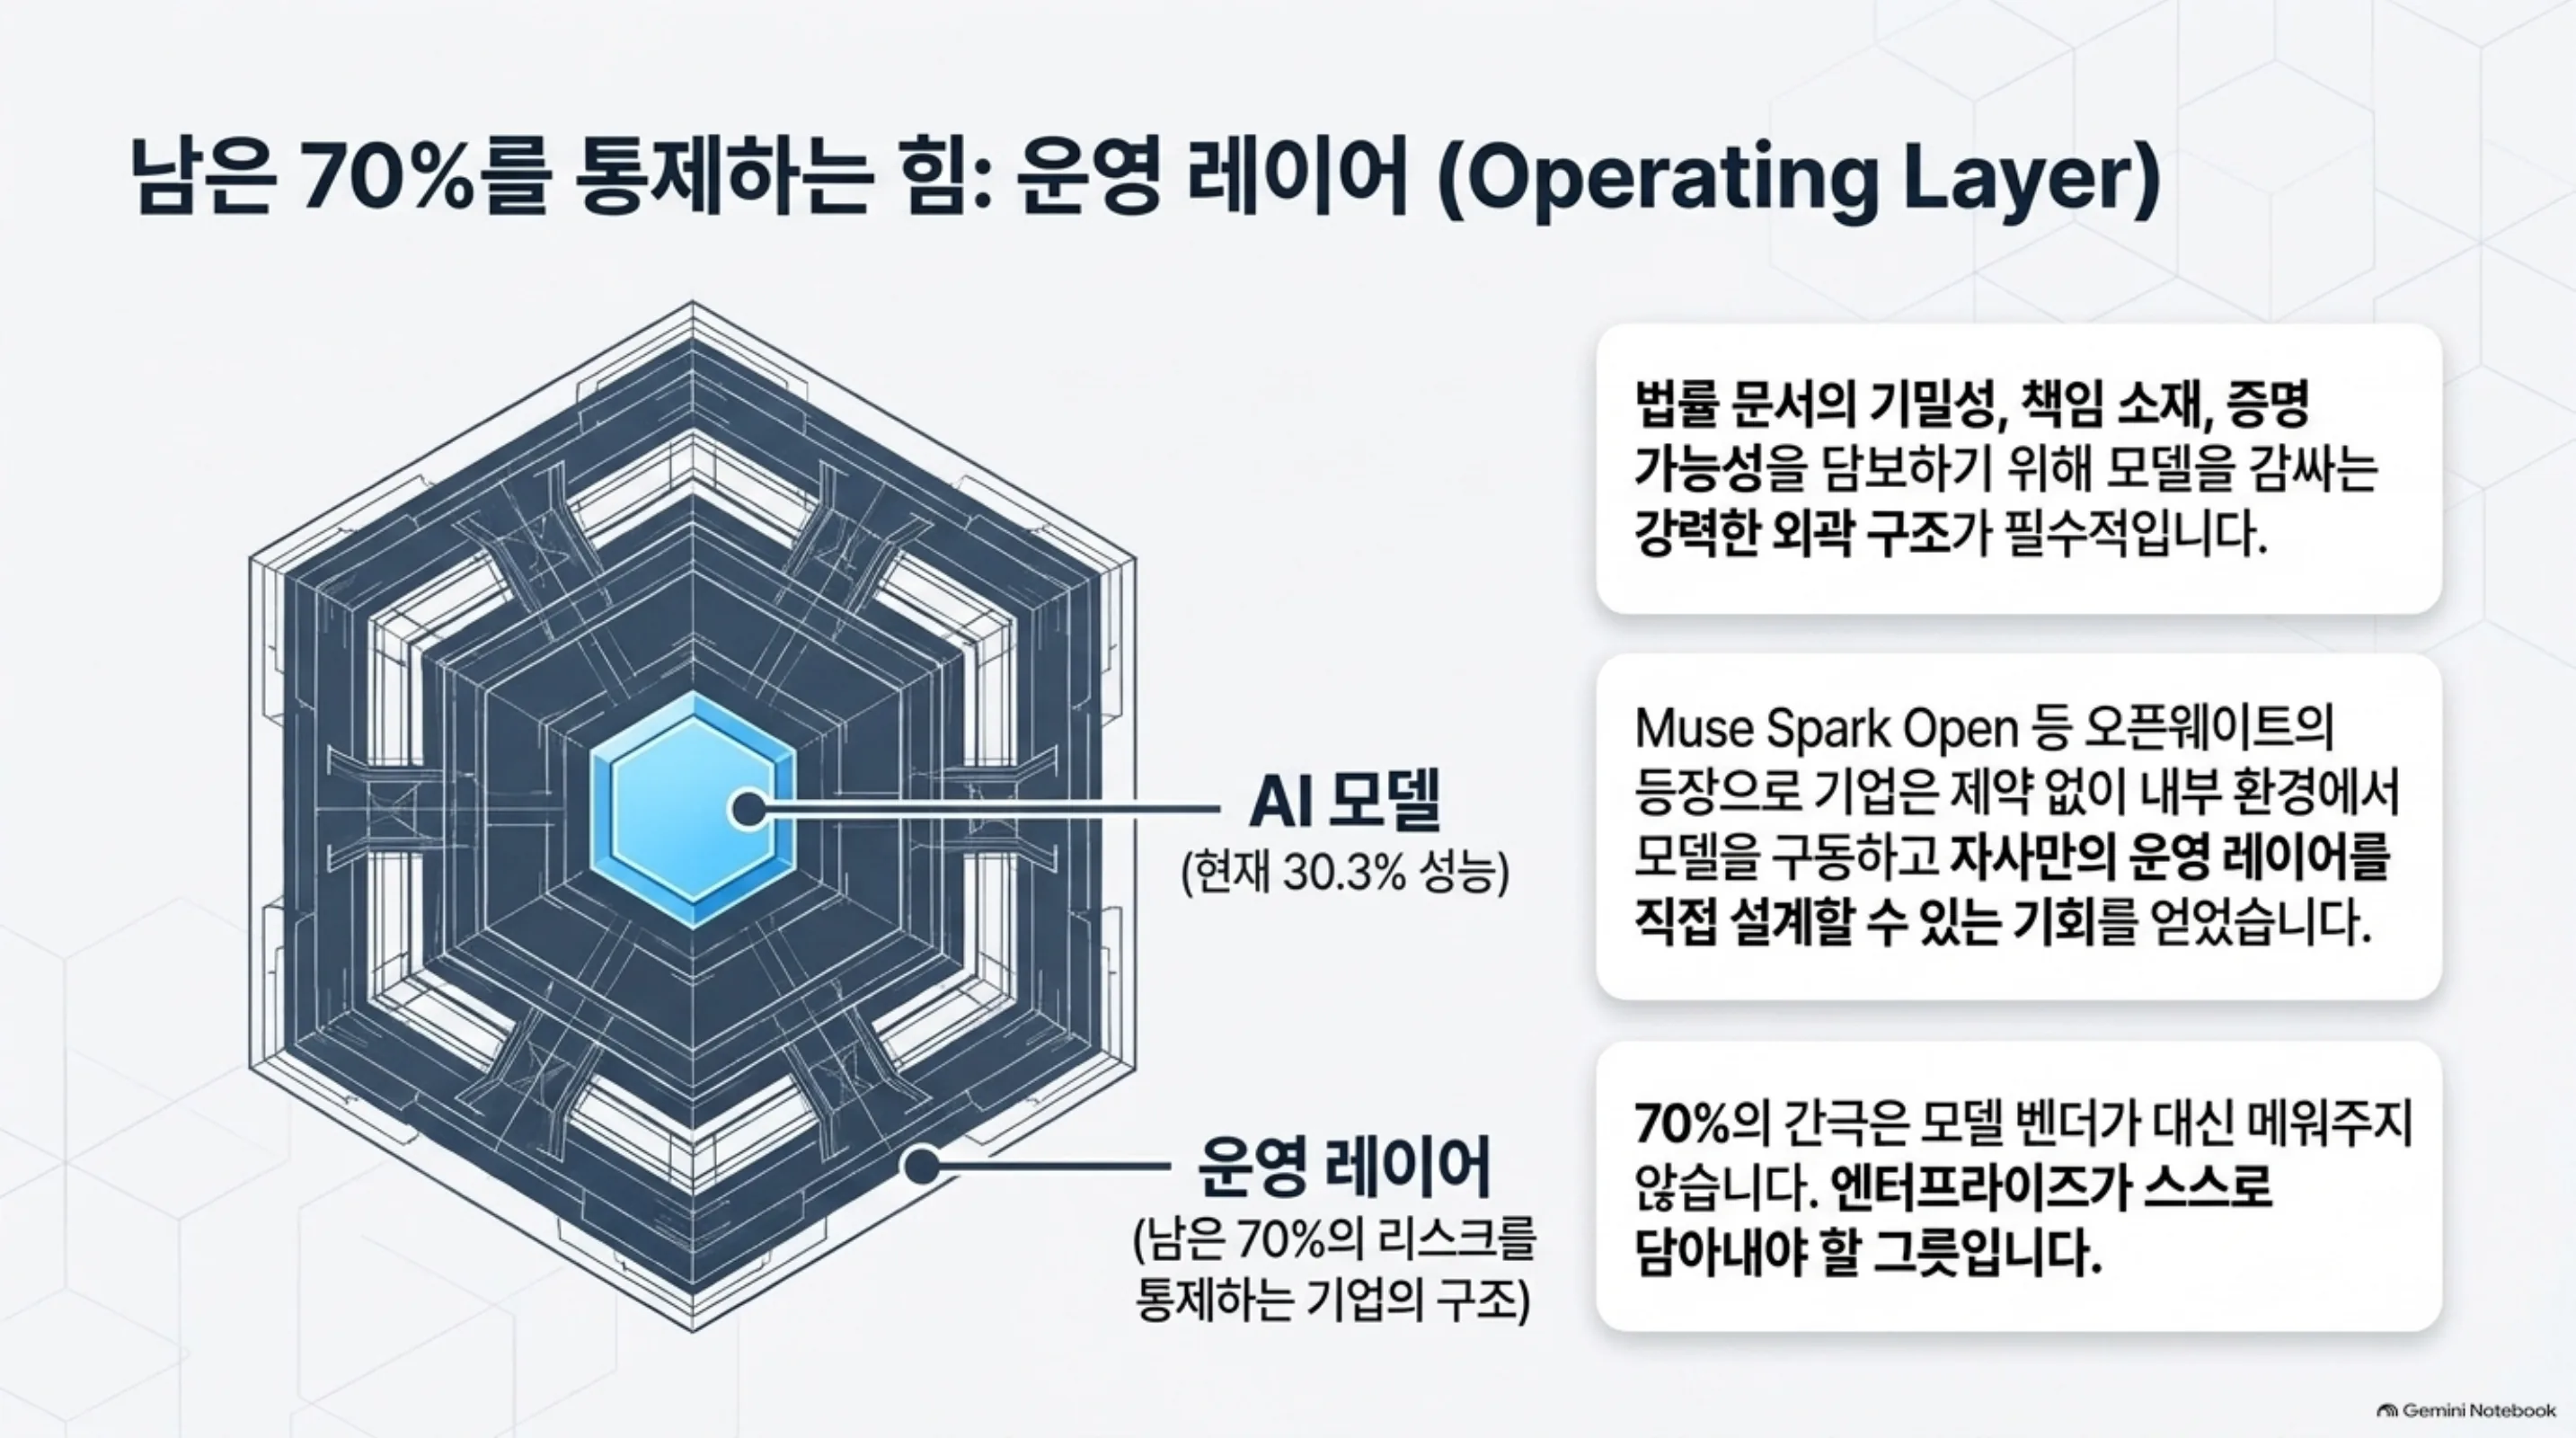 남은 70%를 통제하는 힘: 운영 레이어 (Operating Layer)
AI 모델
(현재 30.3% 성능)
운영 레이어
(남은 70%의 리스크를
통제하는 기업의 구조)
법률 문서의 기밀성, 책임 소재, 증명
가능성을 담보하기 위해 모델을 감싸는
강력한 외곽 구조가 필수적입니다.
Muse Spark Open 등 오픈웨이트의
등장으로 기업은 제약 없이 내부 환경에서
모델을 구동하고 자사만의 운영 레이어를
직접 설계할 수 있는 기회를 얻었습니다.
70%의 간극은 모델 벤더가 대신 메워주지
않습니다. 엔터프라이즈가 스스로
담아내야 할 그릇입니다.
Gemini Notebook